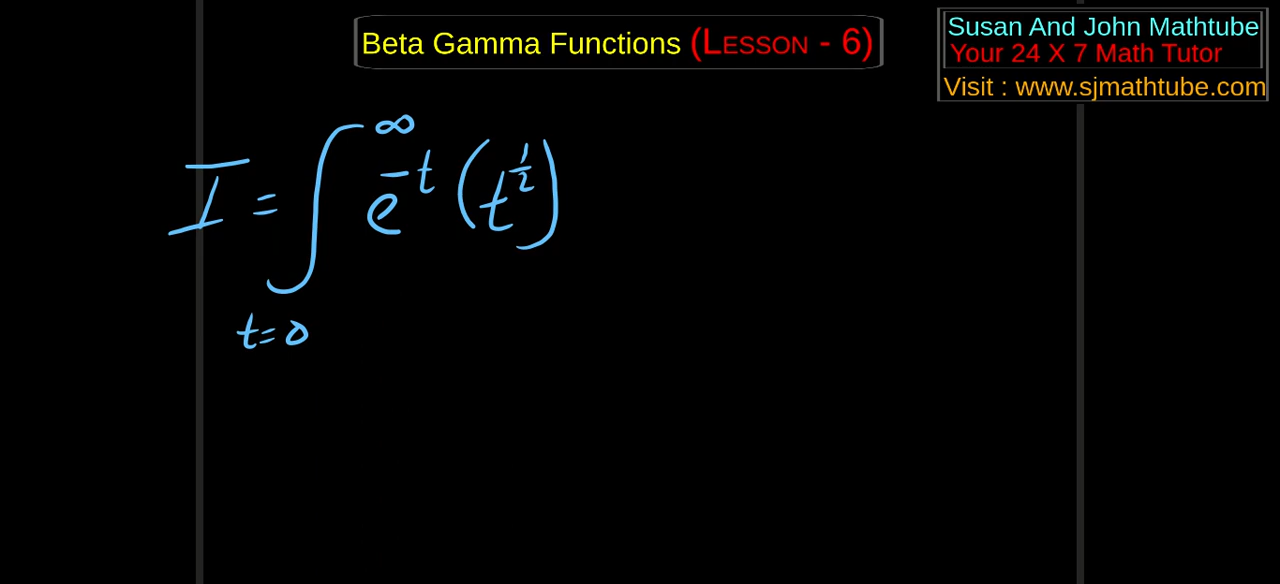 Beta Gamma Functions (LESSON - 6)
Susan And John Mathtube
Your 24 X 7 Math Tutor
Visit : www.sjmathtube.com
I = ∫_{t=0}^{∞} e^{-t} (t^{1/2})